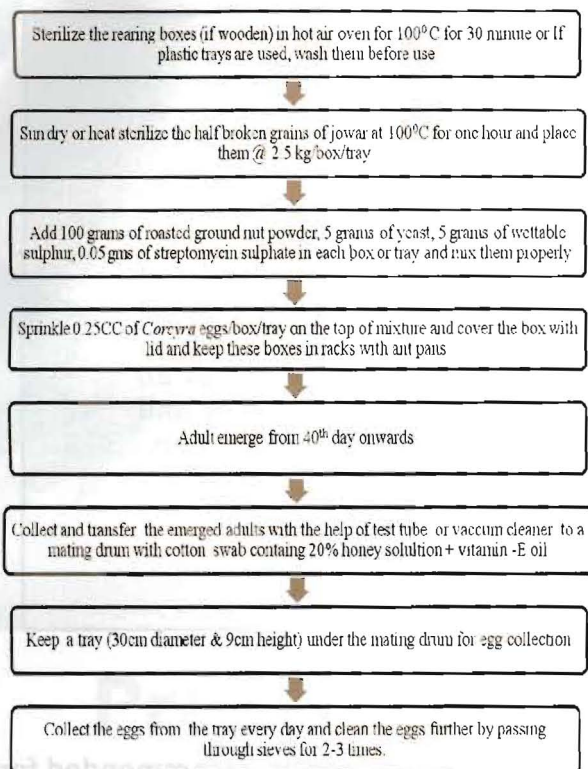 Sterilize the rearing boxes (if wooden) in hot air oven for 100⁰C for 30 minute or If
plastic trays are used, wash them before use
Sun dry or heat sterilize the half broken grains of jowar at 100⁰C for one hour and place
them @ 2.5 kg/box/tray
Add 100 grams of roasted ground nut powder, 5 grams of yeast, 5 grams of wettable
sulphur, 0.05 gms of streptomycin sulphate in each box or tray and mix them properly
Sprinkle 0.25CC of Corcyra eggs/box/tray on the top of mixture and cover the box with
lid and keep these boxes in racks with ant pans
Adult emerge from 40th day onwards
Collect and transfer the emerged adults with the help of test tube or vaccum cleaner to a
mating drum with cotton swab containg 20% honey solultion + vitamin -E oil
Keep a tray (30cm diameter & 9cm height) under the mating drum for egg collection
Collect the eggs from the tray every day and clean the eggs further by passing
through sieves for 2-3 times.